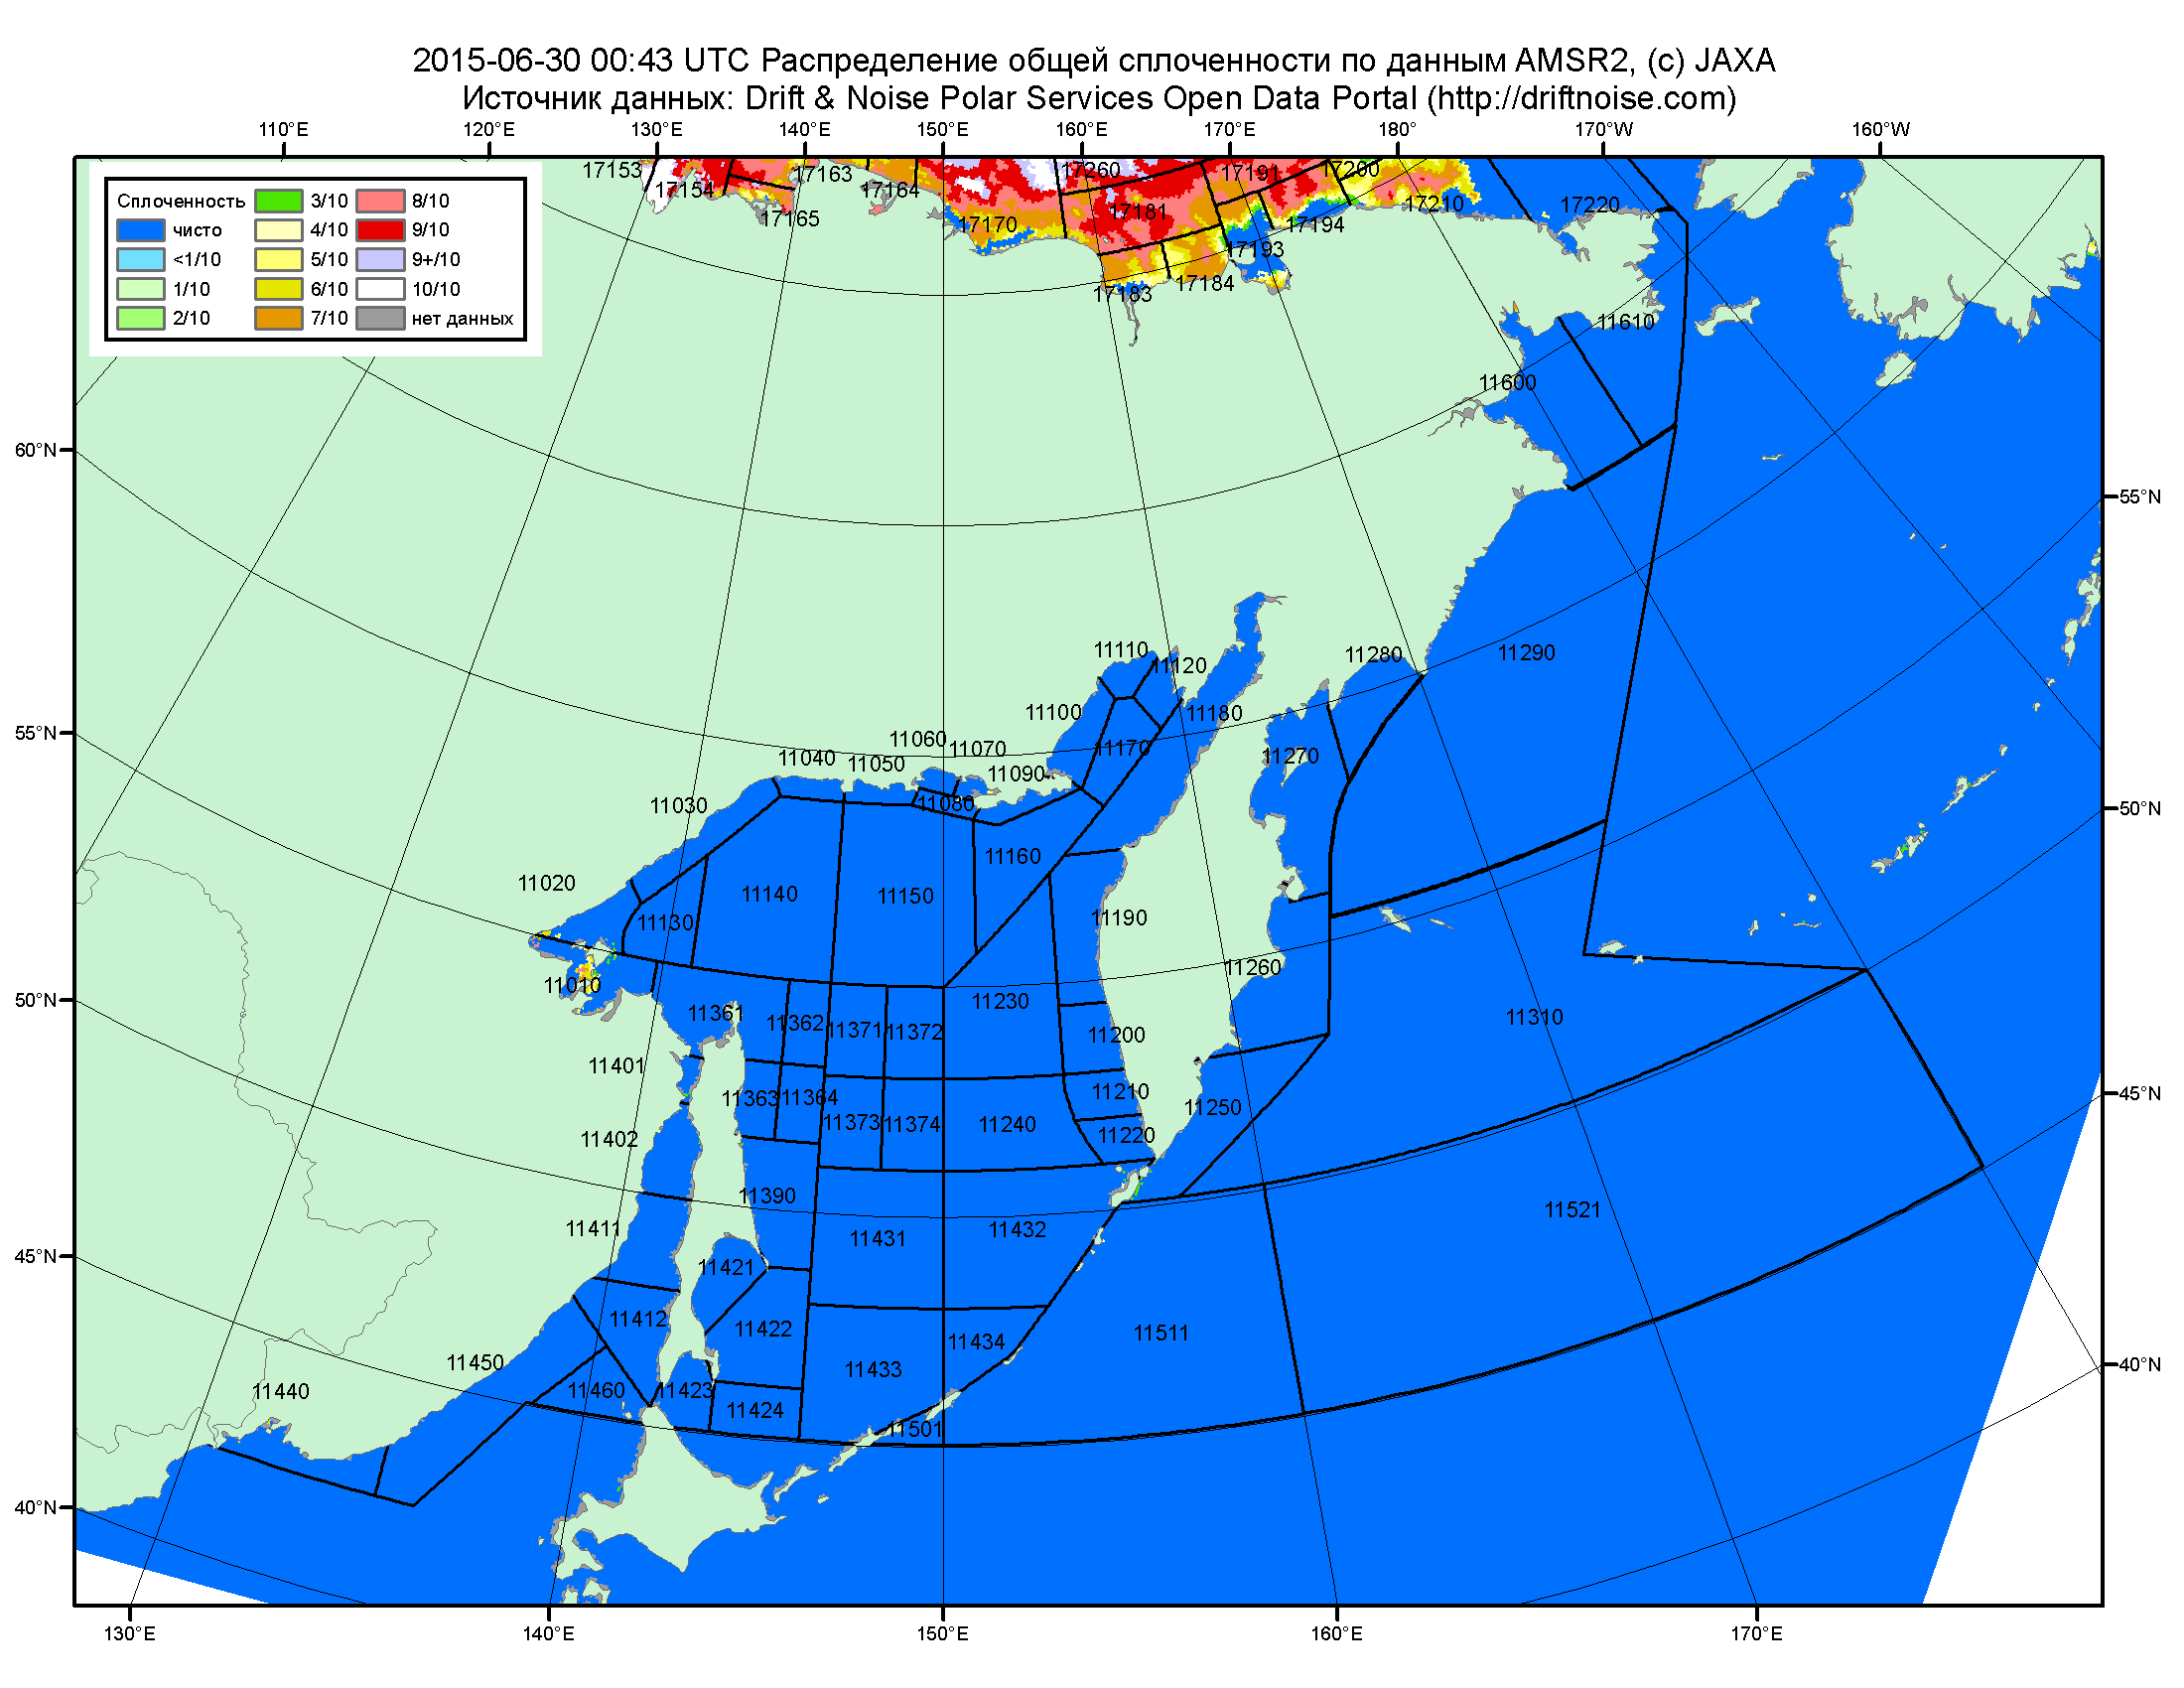 2015-06-30 00:43 UTC Распределение общей сплоченности по данным AMSR2, (c) JAXA
Источник данных: Drift & Noise Polar Services Open Data Portal (http://driftnoise.com)
110°E 120°E 130°E 140°E 150°E 160°E 170°E 180° 170°W 160°W
Сплоченность 3/10 8/10
чисто 4/10 9/10
<1/10 5/10 9+/10
1/10 6/10 10/10
2/10 7/10 нет данных
17153 17163 17260 17191 17200
17154 17164
17165 17170 17181 17194 17210 17220
17193
17183 17184
11610
11600
60°N
55°N
11110 11120 11280 11290
11100 11180
55°N
11060 11070 11170 11270
11040 11050 11090
11030 11080
50°N
11160
11020 11140 11150
11130 11190
11260
11010
50°N
11230
11361 11362 11371 11372 11200 11310
11401
11363 11364 11210
45°N
11373 11374 11240 11250
11402 11220
11390
11411 11431 11432 11521
45°N
11421
11412 11422 11511
11434
11450 11433
40°N
11440 11460 11423
11424
11501
40°N
130°E 140°E 150°E 160°E 170°E